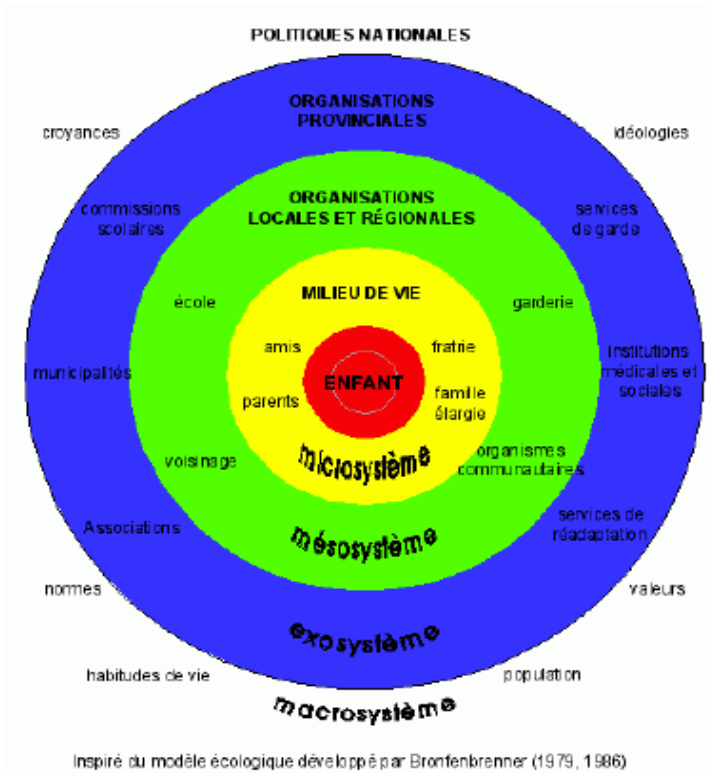 POLITIQUES NATIONALES
ORGANISATIONS
PROVINCIALES
croyances
idéologies
ORGANISATIONS
LOCALES ET RÉGIONALES
commissions
scolaires
services
de garde
MILIEU DE VIE
école
garderie
amis
fratrie
ENFANT
municipalités
institutions
médicales et
sociales
parents
famille
élargie
microsystème
voisinage
organismes
communautaires
mésosystème
Associations
services de
réadaptation
normes
valeurs
exosystème
habitudes de vie
population
macrosystème
Inspiré du modèle écologique développé par Bronfenbrenner (1979, 1986)